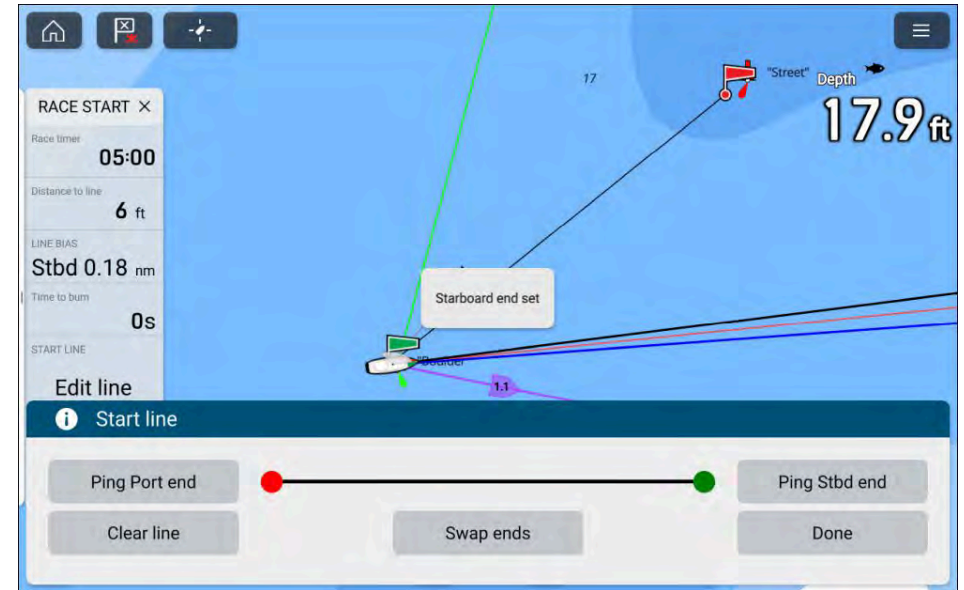 17
"Street"
Depth
17.9 ft
RACE START ×
Race timer
05:00
Distance to line
6 ft
LINE BIAS
Stbd 0.18 nm
Time to burn
0s
START LINE
Edit line
Starboard end set
1.1
Start line
Ping Port end
Ping Stbd end
Clear line
Swap ends
Done